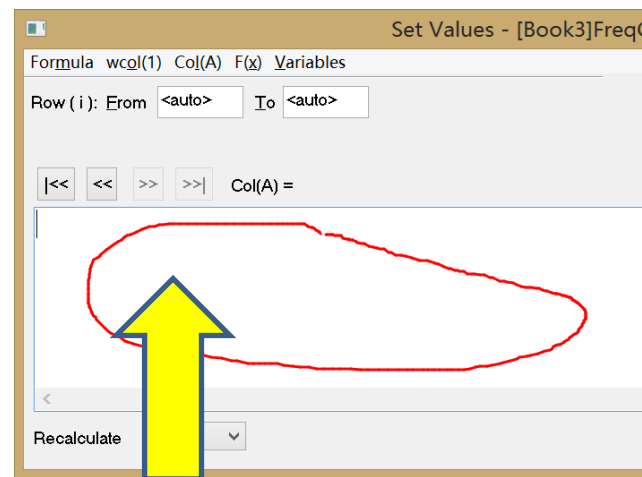 Set Values - [Book3]Freq
Formula wcol(1) Col(A) F(x) Variables
Row ( i ): From <auto> To <auto>
|<< << >> >>| Col(A) =
<
Recalculate